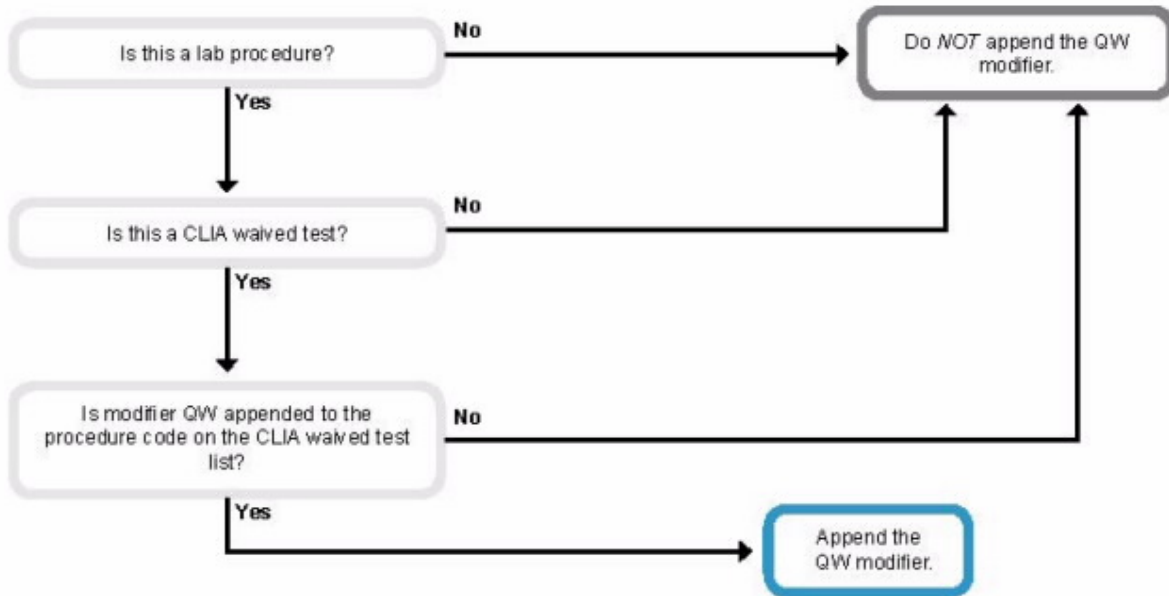 Is this a lab procedure?
No
Do NOT append the QW
modifier.
Yes
Is this a CLIA waived test?
No
Yes
Is modifier QW appended to the
procedure code on the CLIA waived test
list?
No
Yes
Append the
QW modifier.